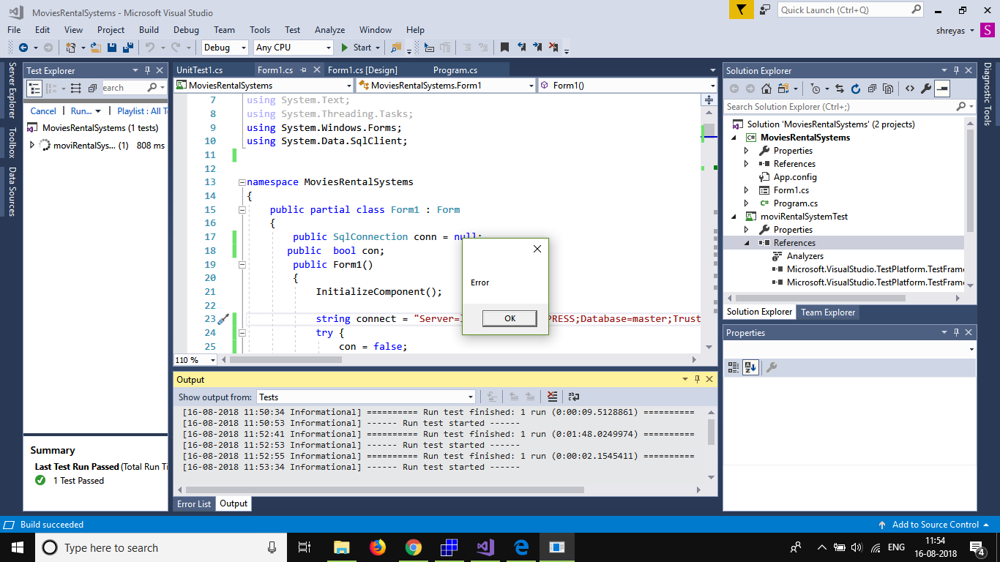 MoviesRentalSystems - Microsoft Visual Studio
Quick Launch (Ctrl+Q)
File Edit View Project Build Debug Team Tools Test Analyze Window Help
shreyas
S
Debug Any CPU Start
Server Explorer
Toolbox
Data Sources
Test Explorer
earch
Cancel Run... Playlist : All T
MoviesRentalSystems (1 tests)
moviRentalSys... (1) 808 ms
Summary
Last Test Run Passed (Total Run Ti
1 Test Passed
UnitTest1.cs Form1.cs Form1.cs [Design] Program.cs
MoviesRentalSystems MoviesRentalSystems.Form1 Form1()
7 using System.Text;
8 using System.Threading.Tasks;
9 using System.Windows.Forms;
10 using System.Data.SqlClient;
11
12
13 namespace MoviesRentalSystems
14 {
15 public partial class Form1 : Form
16 {
17 public SqlConnection conn = null;
18 public bool con;
19 public Form1()
20 {
21 InitializeComponent();
22
23 string connect = "Server= PRESS;Database=master;Trust
24 try {
25 con = false;
110 %
Error
OK
Output
Show output from: Tests
[16-08-2018 11:50:34 Informational] ========== Run test finished: 1 run (0:00:09.5128861) ==========
[16-08-2018 11:50:53 Informational] ------ Run test started ------
[16-08-2018 11:52:41 Informational] ========== Run test finished: 1 run (0:01:48.0249974) ==========
[16-08-2018 11:52:53 Informational] ------ Run test started ------
[16-08-2018 11:52:55 Informational] ========== Run test finished: 1 run (0:00:02.1545411) ==========
[16-08-2018 11:53:34 Informational] ------ Run test started ------
Error List Output
Solution Explorer
Search Solution Explorer (Ctrl+;)
Solution 'MoviesRentalSystems' (2 projects)
MoviesRentalSystems
Properties
References
App.config
Form1.cs
Program.cs
moviRentalSystemTest
Properties
References
Analyzers
Microsoft.VisualStudio.TestPlatform.TestFrame
Microsoft.VisualStudio.TestPlatform.TestFrame
Solution Explorer Team Explorer
Properties
Diagnostic Tools
Build succeeded
Add to Source Control
Type here to search
ENG
11:54
16-08-2018
4